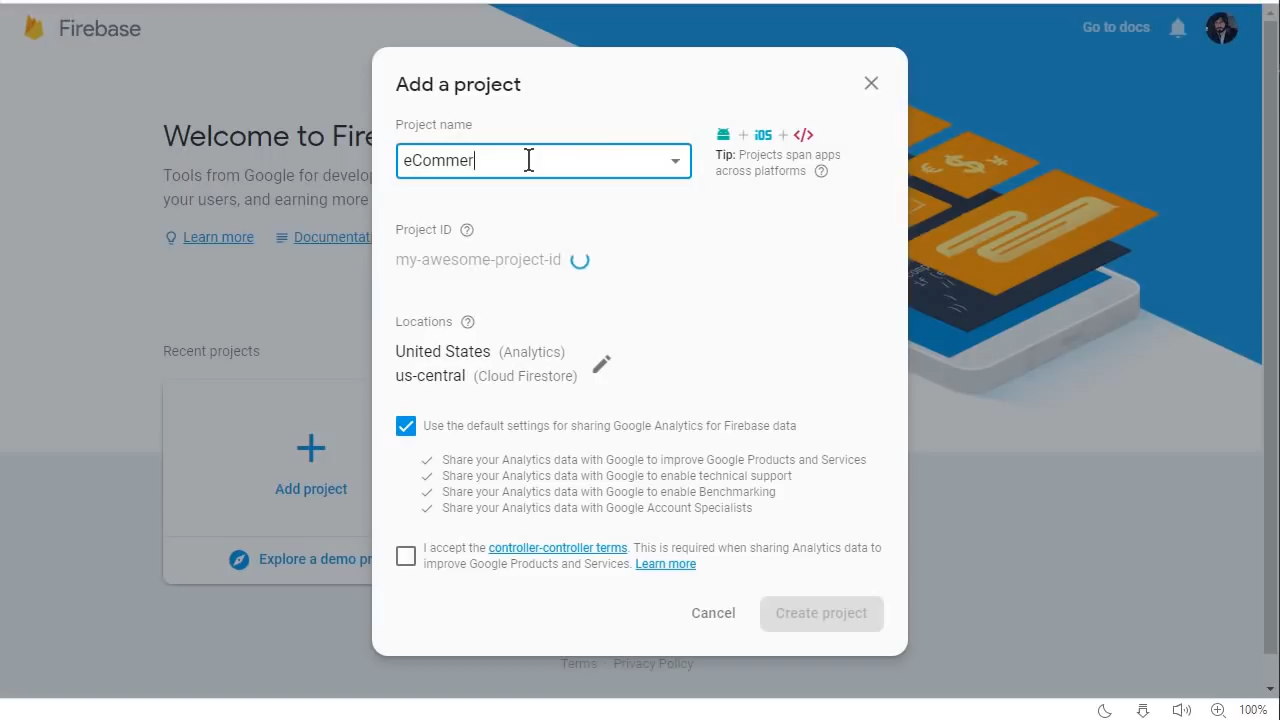 Firebase
Go to docs
Welcome to Fire
Tools from Google for develo
your users, and earning more
Learn more
Documentati
Recent projects
Add project
Explore a demo pr
Add a project
Project name
eCommer
+ iOS + </>
Tip: Projects span apps
across platforms
Project ID
my-awesome-project-id
Locations
United States (Analytics)
us-central (Cloud Firestore)
Use the default settings for sharing Google Analytics for Firebase data
Share your Analytics data with Google to improve Google Products and Services
Share your Analytics data with Google to enable technical support
Share your Analytics data with Google to enable Benchmarking
Share your Analytics data with Google Account Specialists
I accept the controller-controller terms. This is required when sharing Analytics data to
improve Google Products and Services. Learn more
Cancel
Create project
Terms · Privacy Policy
100%